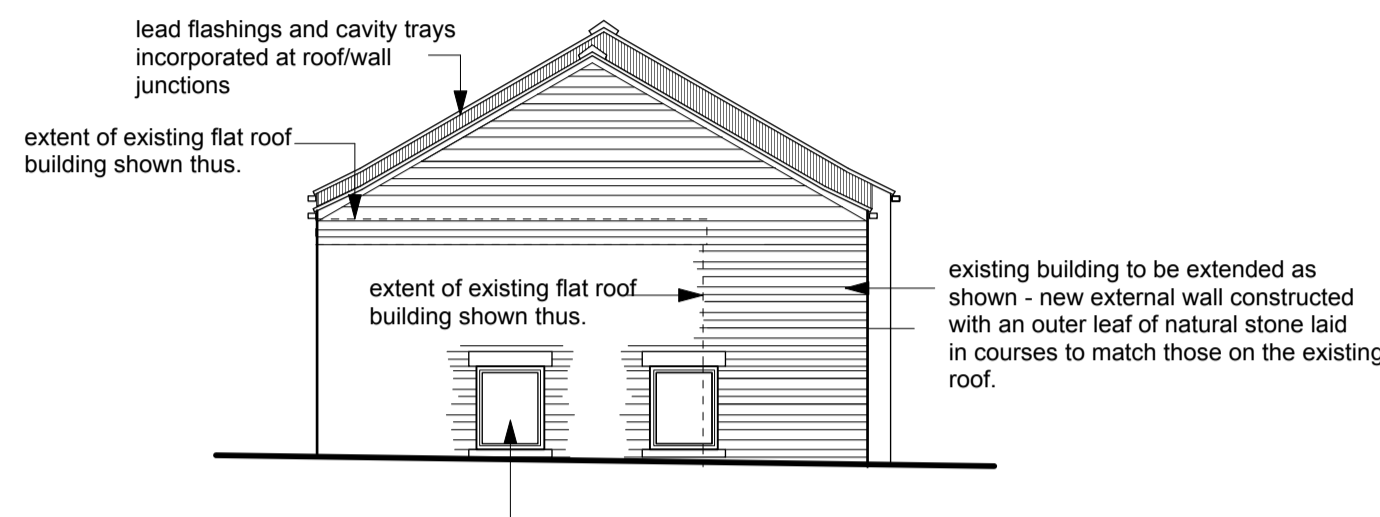 lead flashings and cavity trays
incorporated at roof/wall
junctions
extent of existing flat roof
building shown thus.
extent of existing flat roof
building shown thus.
existing building to be extended as
shown - new external wall constructed
with an outer leaf of natural stone laid
in courses to match those on the existing
roof.